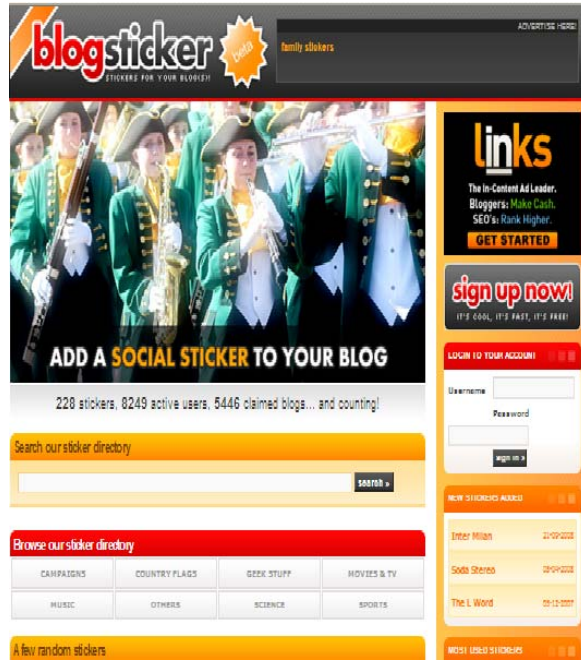 blogsticker
beta
STICKERS FOR YOUR BLOG(S)!
ADVERTISE HERE!
family stickers
links
The In-Content Ad Leader.
Bloggers: Make Cash.
SEO's: Rank Higher.
GET STARTED
sign up now!
IT'S COOL, IT'S FAST, IT'S FREE!
ADD A SOCIAL STICKER TO YOUR BLOG
228 stickers, 8249 active users, 5446 claimed blogs... and counting!
LOGIN TO YOUR ACCOUNT
Username
Password
sign in »
Search our sticker directory
search »
NEW STICKERS ADDED
Inter Milan
Soda Stereo
The L Word
Browse our sticker directory
CAMPAIGNS COUNTRY FLAGS GEEK STUFF MOVIES & TV
MUSIC OTHERS SCIENCE SPORTS
A few random stickers
MOST USED STICKERS